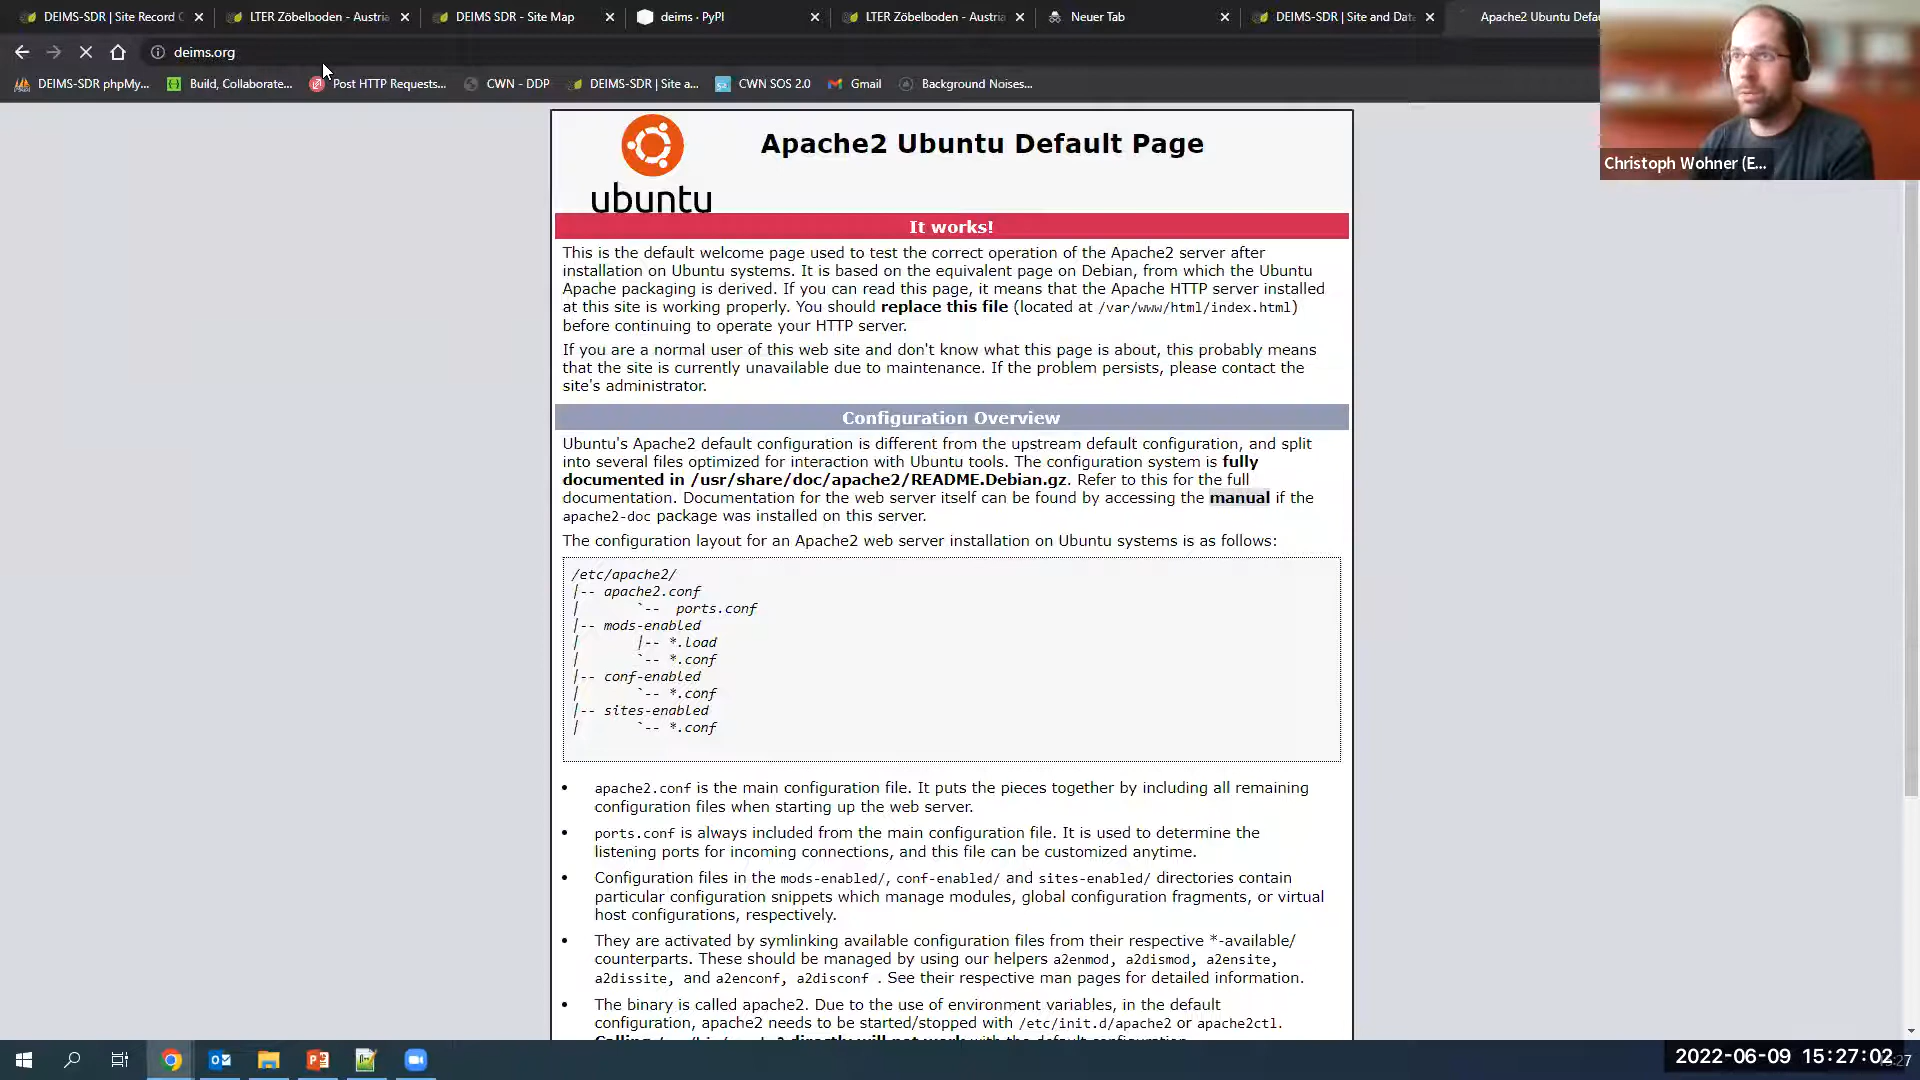 DEIMS-SDR | Site Record
LTER Zöbelboden - Austria
DEIMS SDR - Site Map
deims · PyPI
LTER Zöbelboden - Austria
Neuer Tab
DEIMS-SDR | Site and Data
Apache2 Ubuntu Defau
deims.org
DEIMS-SDR phpMy...
Build, Collaborate...
Post HTTP Requests...
CWN - DDP
DEIMS-SDR | Site a...
CWN SOS 2.0
Gmail
Background Noises...
Christoph Wohner (E...
Apache2 Ubuntu Default Page
ubuntu
It works!
This is the default welcome page used to test the correct operation of the Apache2 server after
installation on Ubuntu systems. It is based on the equivalent page on Debian, from which the Ubuntu
Apache packaging is derived. If you can read this page, it means that the Apache HTTP server installed
at this site is working properly. You should replace this file (located at /var/www/html/index.html)
before continuing to operate your HTTP server.
If you are a normal user of this web site and don't know what this page is about, this probably means
that the site is currently unavailable due to maintenance. If the problem persists, please contact the
site's administrator.
Configuration Overview
Ubuntu's Apache2 default configuration is different from the upstream default configuration, and split
into several files optimized for interaction with Ubuntu tools. The configuration system is fully
documented in /usr/share/doc/apache2/README.Debian.gz. Refer to this for the full
documentation. Documentation for the web server itself can be found by accessing the manual if the
apache2-doc package was installed on this server.
The configuration layout for an Apache2 web server installation on Ubuntu systems is as follows:
/etc/apache2/
|-- apache2.conf
|       `--  ports.conf
|-- mods-enabled
|       |-- *.load
|       `-- *.conf
|-- conf-enabled
|       `-- *.conf
|-- sites-enabled
|       `-- *.conf
• apache2.conf is the main configuration file. It puts the pieces together by including all remaining
configuration files when starting up the web server.
• ports.conf is always included from the main configuration file. It is used to determine the
listening ports for incoming connections, and this file can be customized anytime.
• Configuration files in the mods-enabled/, conf-enabled/ and sites-enabled/ directories contain
particular configuration snippets which manage modules, global configuration fragments, or virtual
host configurations, respectively.
• They are activated by symlinking available configuration files from their respective *-available/
counterparts. These should be managed by using our helpers a2enmod, a2dismod, a2ensite,
a2dissite, and a2enconf, a2disconf . See their respective man pages for detailed information.
• The binary is called apache2. Due to the use of environment variables, in the default
configuration, apache2 needs to be started/stopped with /etc/init.d/apache2 or apache2ctl.
Calling /usr/bin/apache2 directly will not work with the default configuration.
2022-06-09 15:27:02